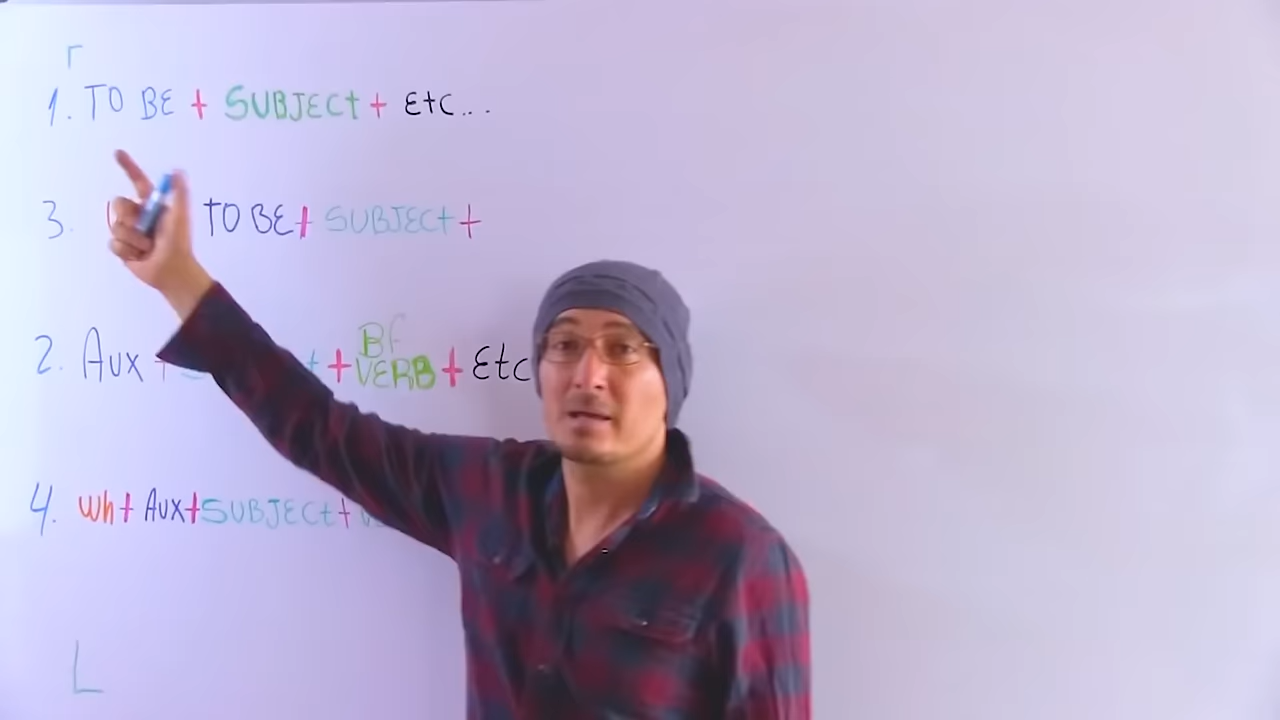 1. TO BE + SUBJECT + Etc...
3. TO BE + SUBJECT +
2. Aux + BF
VERB + Etc
4. Wh + Aux + SUBJECT +